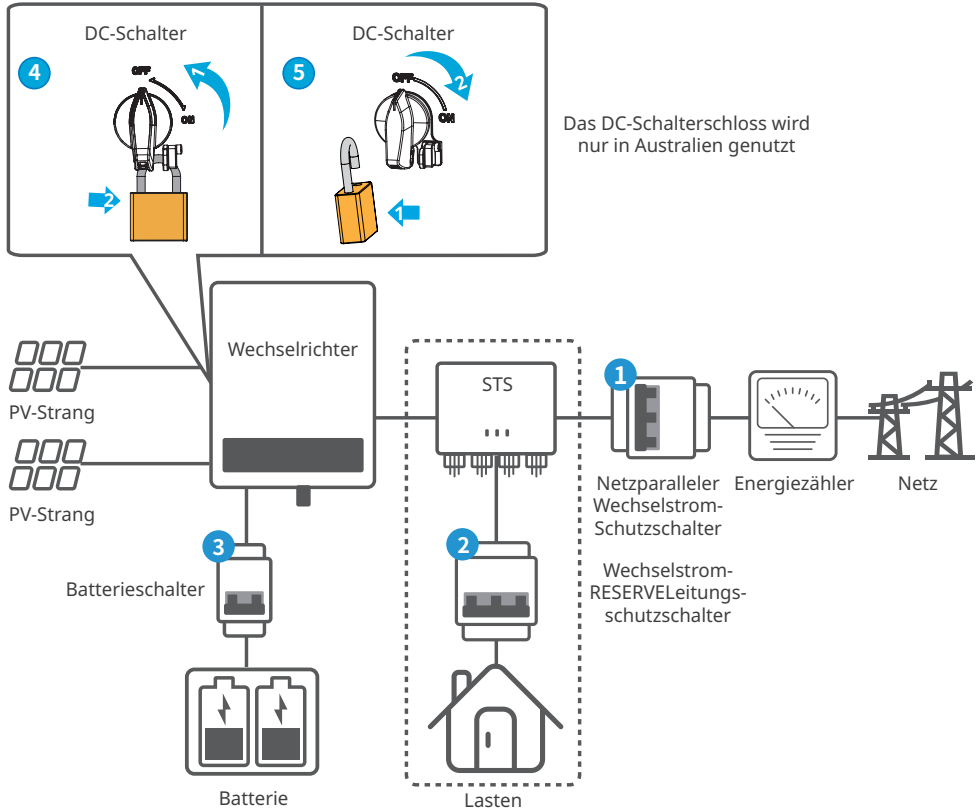 DC-Schalter
4
OFF
ON
1
2
DC-Schalter
5
OFF
ON
2
1
Das DC-Schalterschloss wird
nur in Australien genutzt
PV-Strang
PV-Strang
Wechselrichter
STS
1
Netzparalleler
Wechselstrom-
Schutzschalter
Energiezähler
Netz
3
Batterieschalter
2
Wechselstrom-
RESERVELeitungs-
schutzschalter
Batterie
Lasten